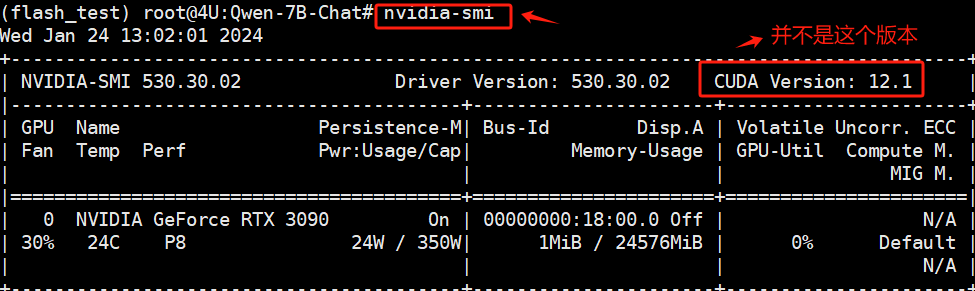 (flash_test) root@4U:Qwen-7B-Chat# nvidia-smi
Wed Jan 24 13:02:01 2024
并不是这个版本
+---------------------------------------------------------------------------------------+
| NVIDIA-SMI 530.30.02              Driver Version: 530.30.02    CUDA Version: 12.1     |
|-----------------------------------------+----------------------+----------------------+
| GPU  Name                  Persistence-M| Bus-Id        Disp.A | Volatile Uncorr. ECC |
| Fan  Temp  Perf            Pwr:Usage/Cap|         Memory-Usage | GPU-Util  Compute M. |
|                                         |                      |               MIG M. |
|=========================================+======================+======================|
|   0  NVIDIA GeForce RTX 3090         On | 00000000:18:00.0 Off |                  N/A |
| 30%   24C    P8              24W / 350W|      1MiB / 24576MiB |      0%      Default |
|                                         |                      |                  N/A |
+-----------------------------------------+----------------------+----------------------+